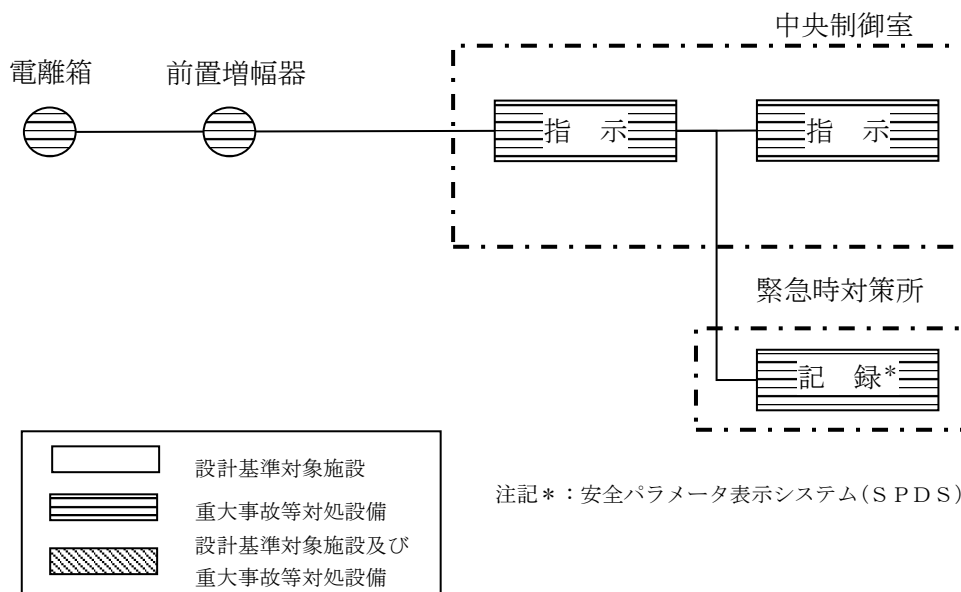 中央制御室
電離箱
前置増幅器
指 示
指 示
緊急時対策所
記 録*
設計基準対象施設
重大事故等対処設備
設計基準対象施設及び
重大事故等対処設備
注記*:安全パラメータ表示システム(SPDS)